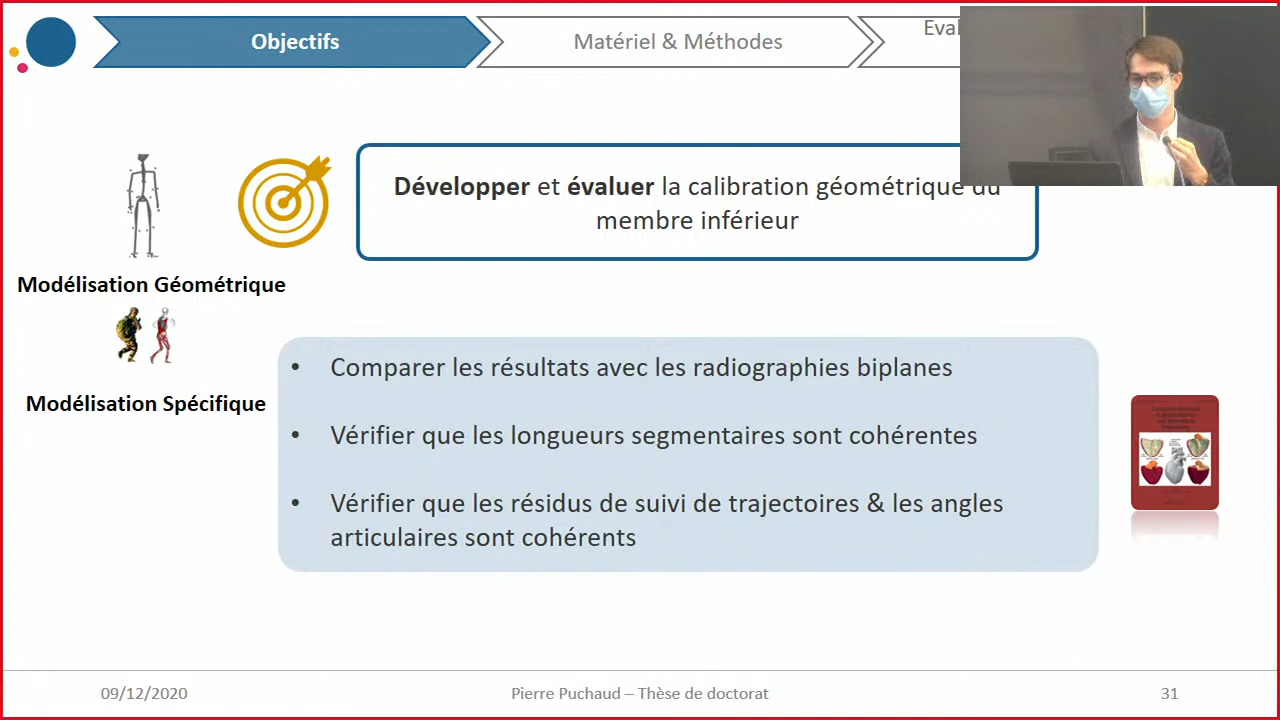 Objectifs
Matériel & Méthodes
Développer et évaluer la calibration géométrique du
membre inférieur
Modélisation Géométrique
Modélisation Spécifique
• Comparer les résultats avec les radiographies biplanes
• Vérifier que les longueurs segmentaires sont cohérentes
• Vérifier que les résidus de suivi de trajectoires & les angles
articulaires sont cohérents
09/12/2020
Pierre Puchaud – Thèse de doctorat
31